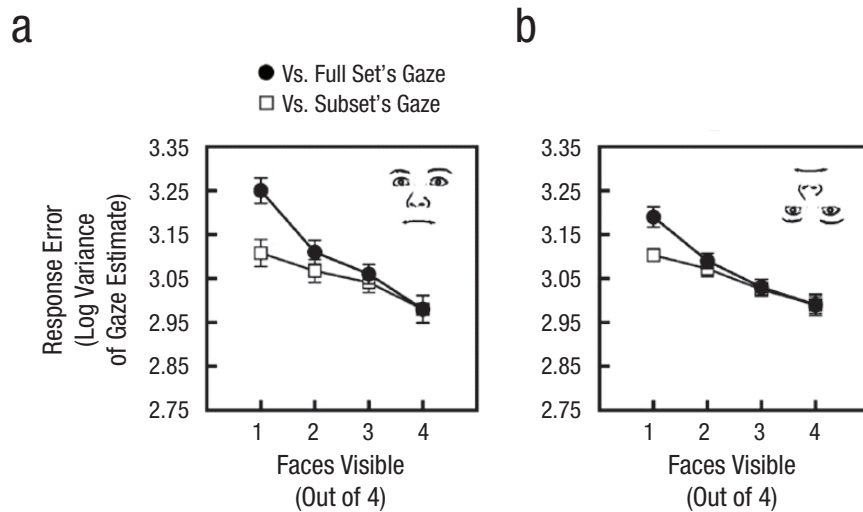 a
b
Vs. Full Set's Gaze
Vs. Subset's Gaze
Response Error
(Log Variance
of Gaze Estimate)
3.35
3.25
3.15
3.05
2.95
2.85
2.75
1 2 3 4
Faces Visible
(Out of 4)
3.35
3.25
3.15
3.05
2.95
2.85
2.75
1 2 3 4
Faces Visible
(Out of 4)